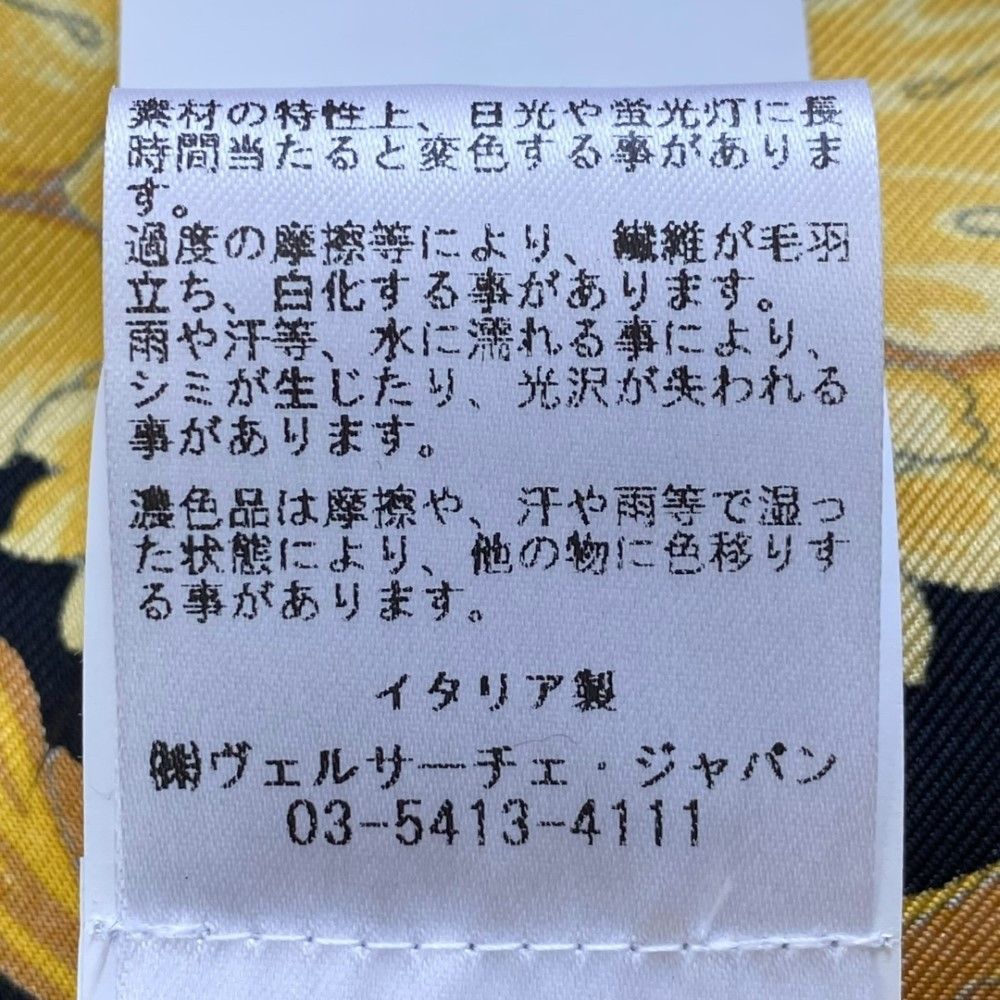 素材の特性上、日光や蛍光灯に長
時間当たると変色する事がありま
す。
過度の摩擦等により、繊維が毛羽
立ち、白化する事があります。
雨や汗等、水に濡れる事により、
シミが生じたり、光沢が失われる
事があります。
濃色品は摩擦や、汗や雨等で湿っ
た状態により、他の物に色移りす
る事があります。
イタリア製
㈱ヴェルサーチェ・ジャパン
03-5413-4111